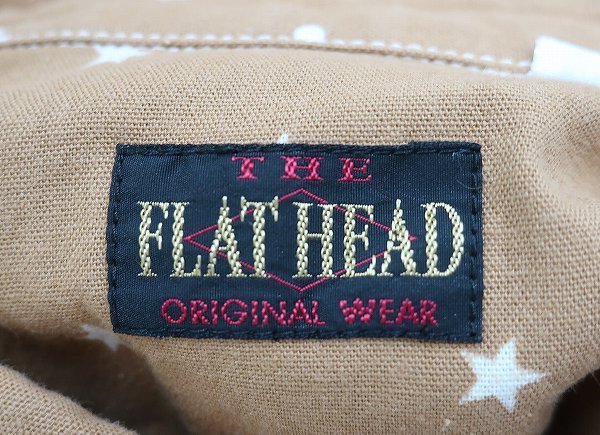 THE
FLAT HEAD
ORIGINAL WEAR